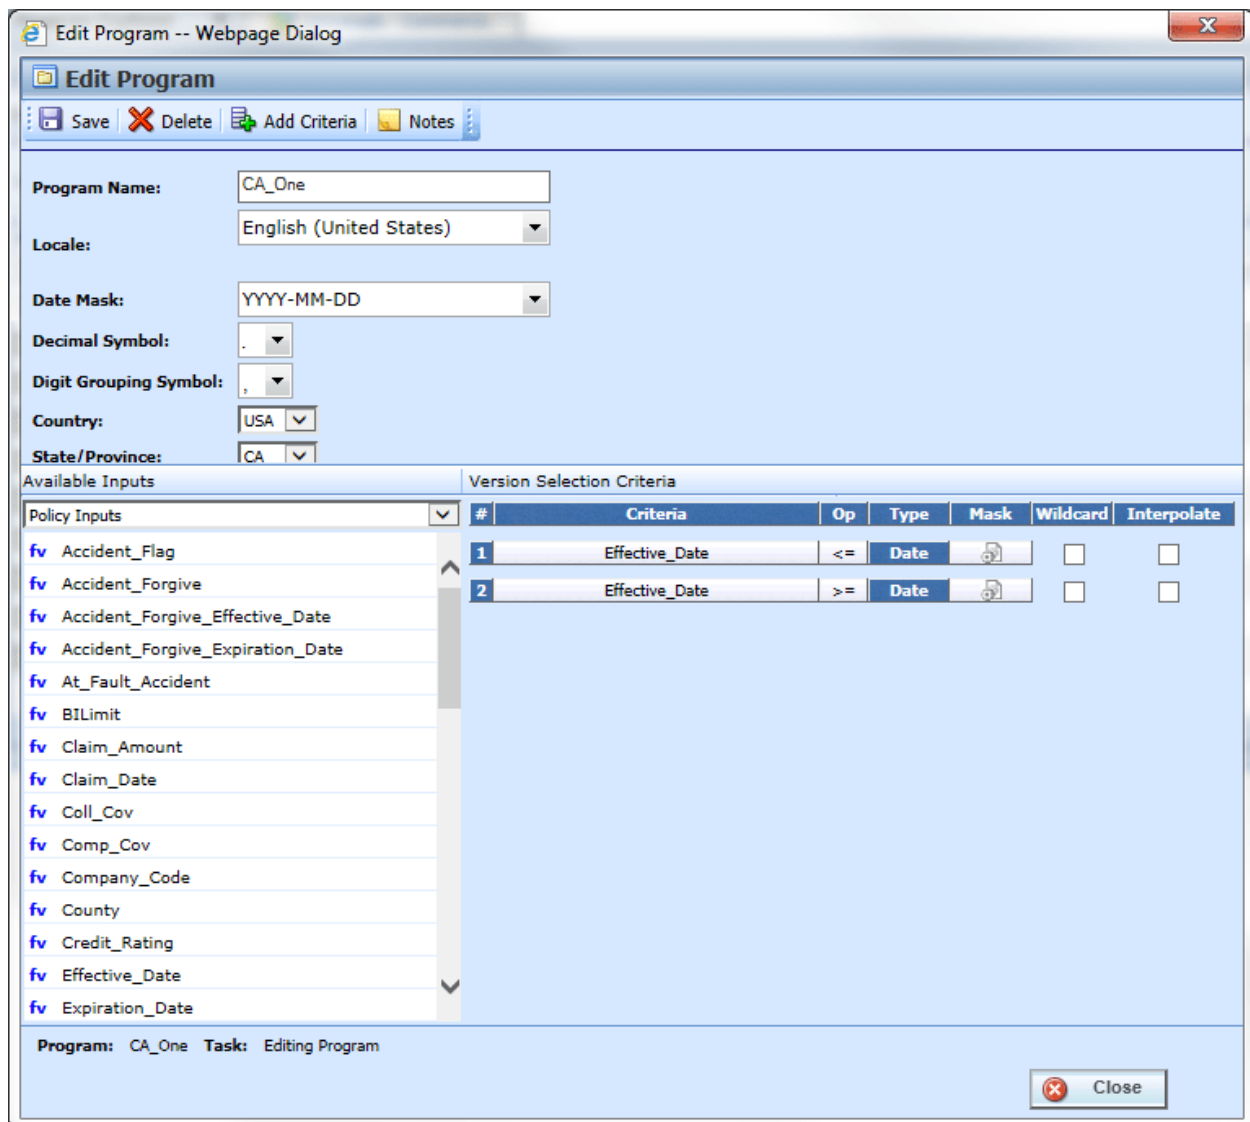 Edit Program -- Webpage Dialog
Edit Program
Save Delete Add Criteria Notes
Program Name: CA_One
Locale: English (United States)
Date Mask: YYYY-MM-DD
Decimal Symbol: .
Digit Grouping Symbol: ,
Country: USA
State/Province: CA
Available Inputs
Policy Inputs
fv Accident_Flag
fv Accident_Forgive
fv Accident_Forgive_Effective_Date
fv Accident_Forgive_Expiration_Date
fv At_Fault_Accident
fv BILimit
fv Claim_Amount
fv Claim_Date
fv Coll_Cov
fv Comp_Cov
fv Company_Code
fv County
fv Credit_Rating
fv Effective_Date
fv Expiration_Date
Version Selection Criteria
# Criteria Op Type Mask Wildcard Interpolate
1 Effective_Date <= Date
2 Effective_Date >= Date
Program: CA_One Task: Editing Program
Close